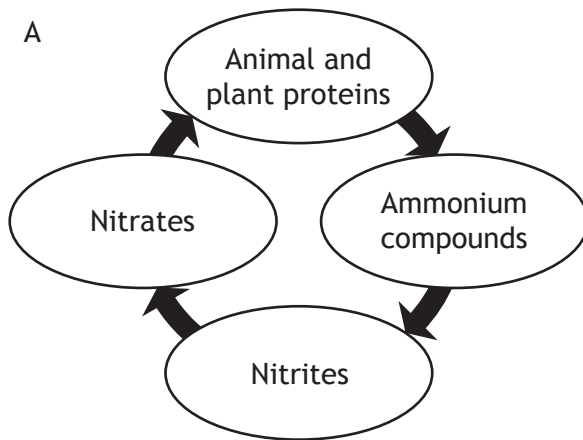 A
Animal and
plant proteins
Nitrates
Ammonium
compounds
Nitrites